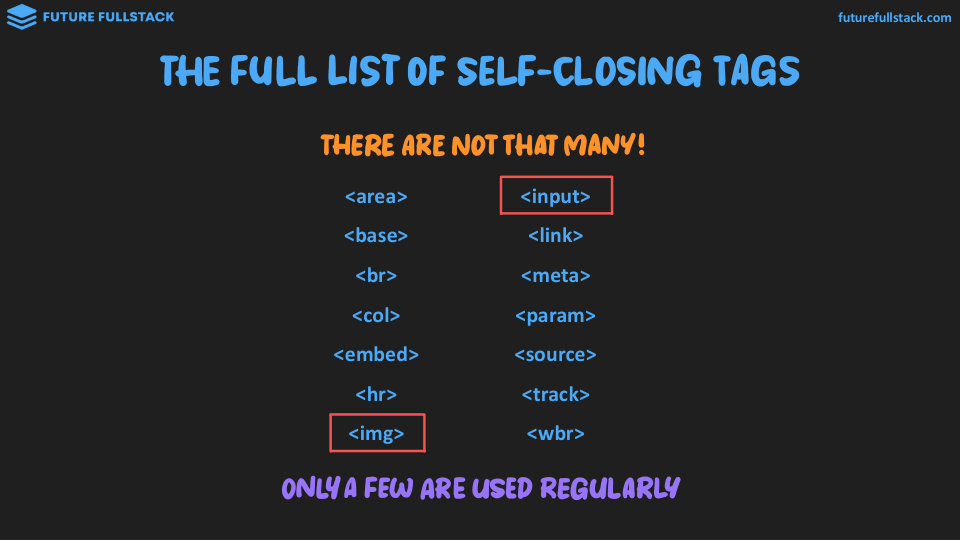 FUTURE FULLSTACK
futurefullstack.com
THE FULL LIST OF SELF-CLOSING TAGS
THERE ARE NOT THAT MANY!
<area>
<base>
<br>
<col>
<embed>
<hr>
<img>
<input>
<link>
<meta>
<param>
<source>
<track>
<wbr>
ONLY A FEW ARE USED REGULARLY